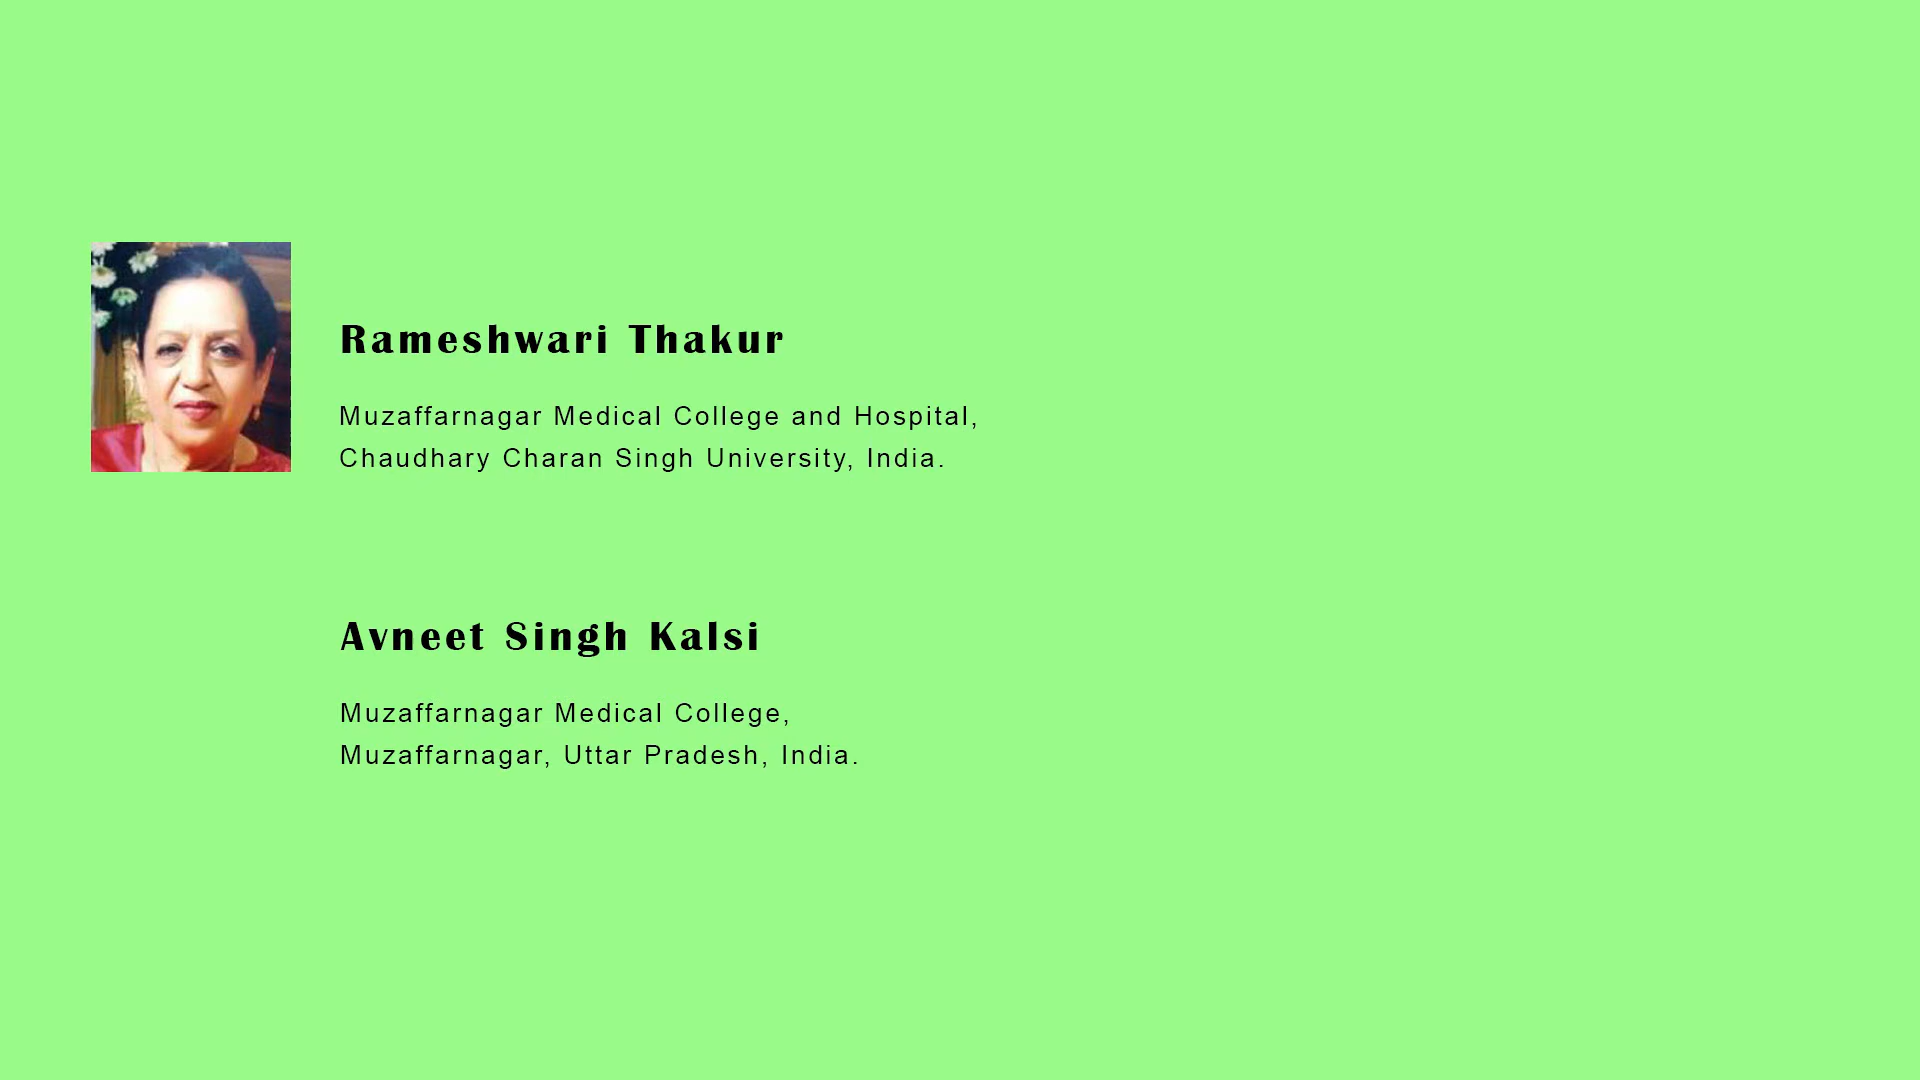 Rameshwari Thakur
Muzaffarnagar Medical College and Hospital,
Chaudhary Charan Singh University, India.
Avneet Singh Kalsi
Muzaffarnagar Medical College,
Muzaffarnagar, Uttar Pradesh, India.